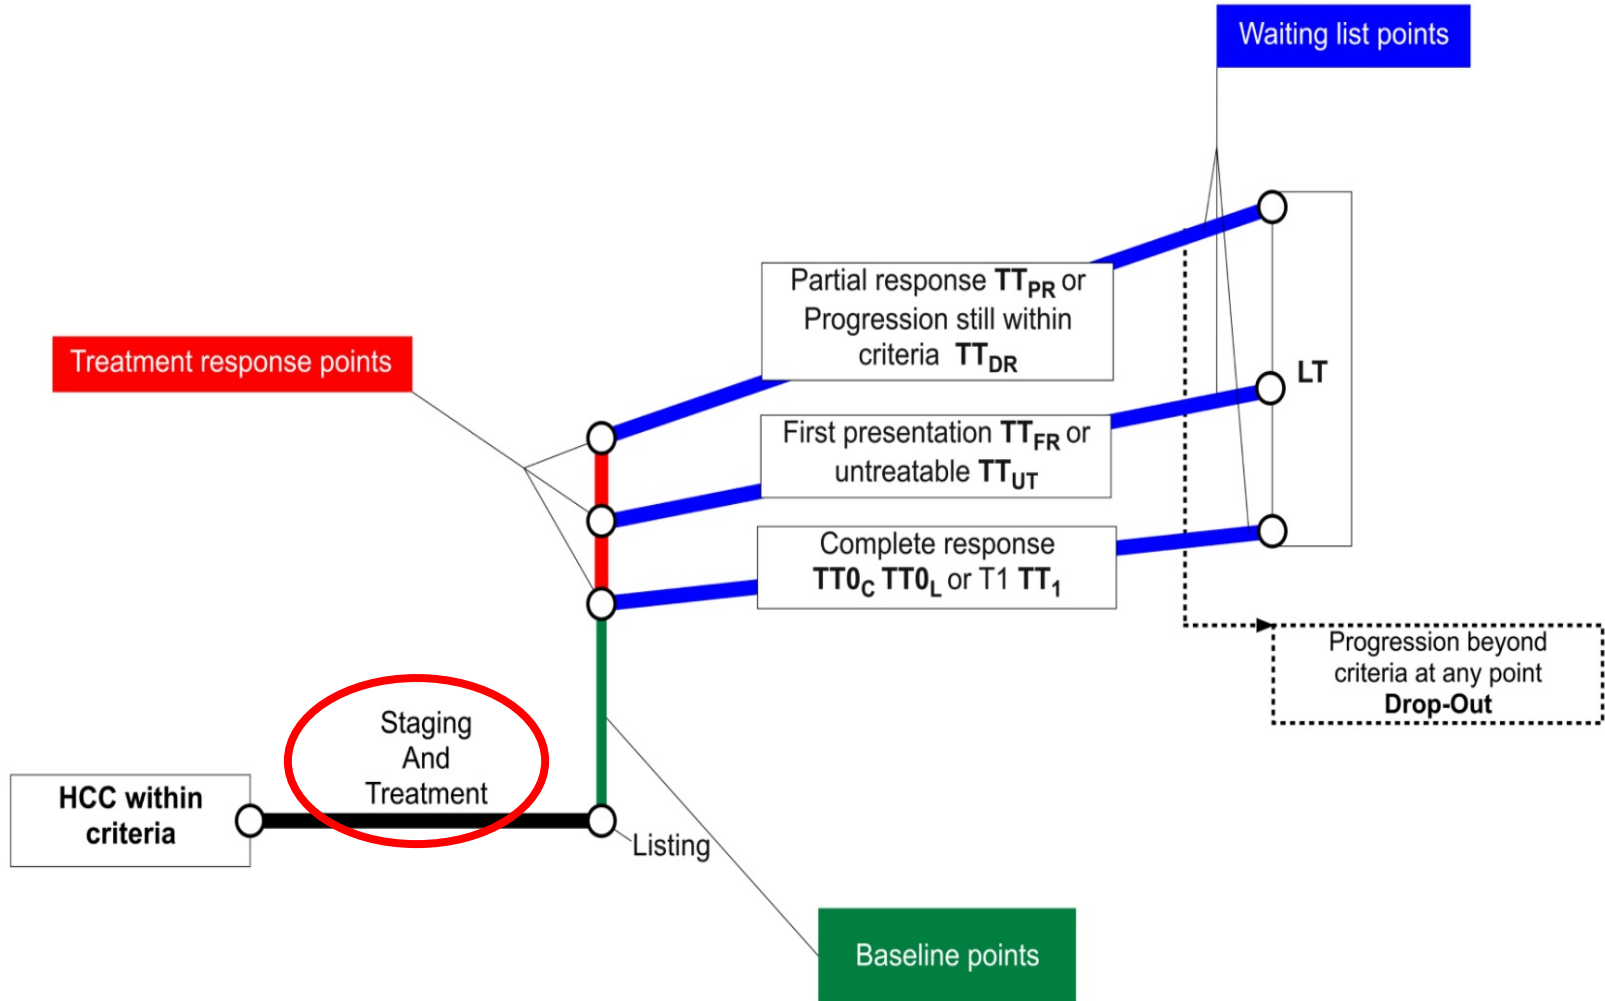 Waiting list points
Partial response TTPR or
Progression still within
criteria TTDR
Treatment response points
LT
First presentation TTFR or
untreatable TTUT
Complete response
TT0C TT0L or T1 TT1
Progression beyond
criteria at any point
Drop-Out
Staging
And
Treatment
HCC within
criteria
Listing
Baseline points